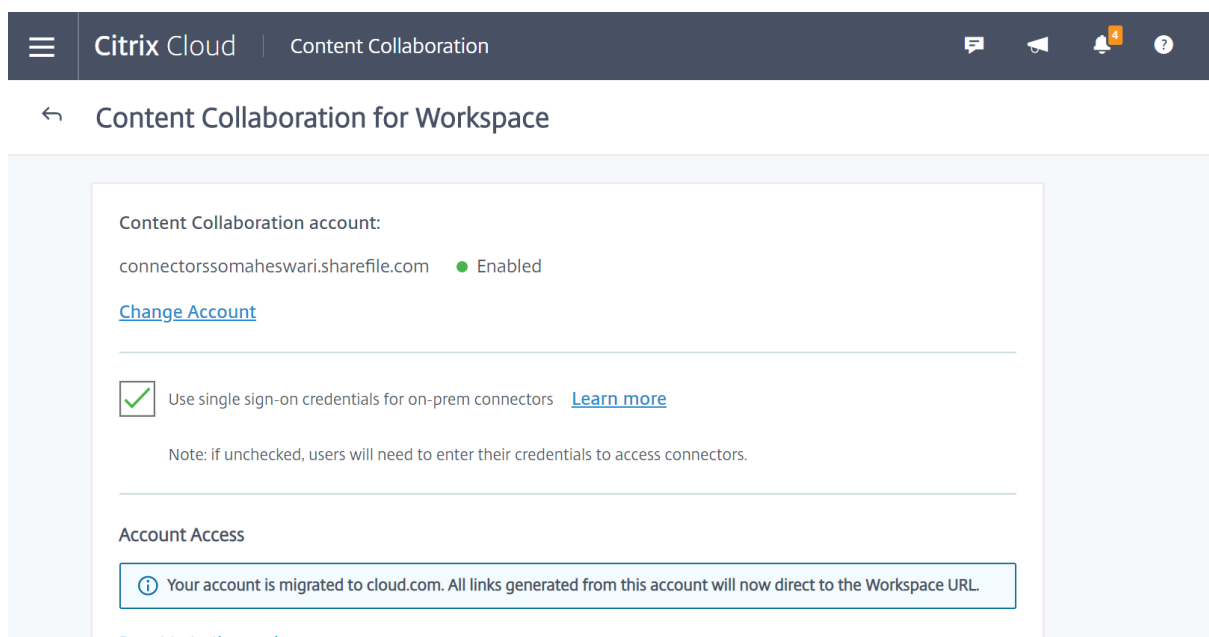 Citrix Cloud Content Collaboration 4 ?
Content Collaboration for Workspace
Content Collaboration account:
connectorssomaheswari.sharefile.com Enabled
Change Account
Use single sign-on credentials for on-prem connectors Learn more
Note: if unchecked, users will need to enter their credentials to access connectors.
Account Access
Your account is migrated to cloud.com. All links generated from this account will now direct to the Workspace URL.